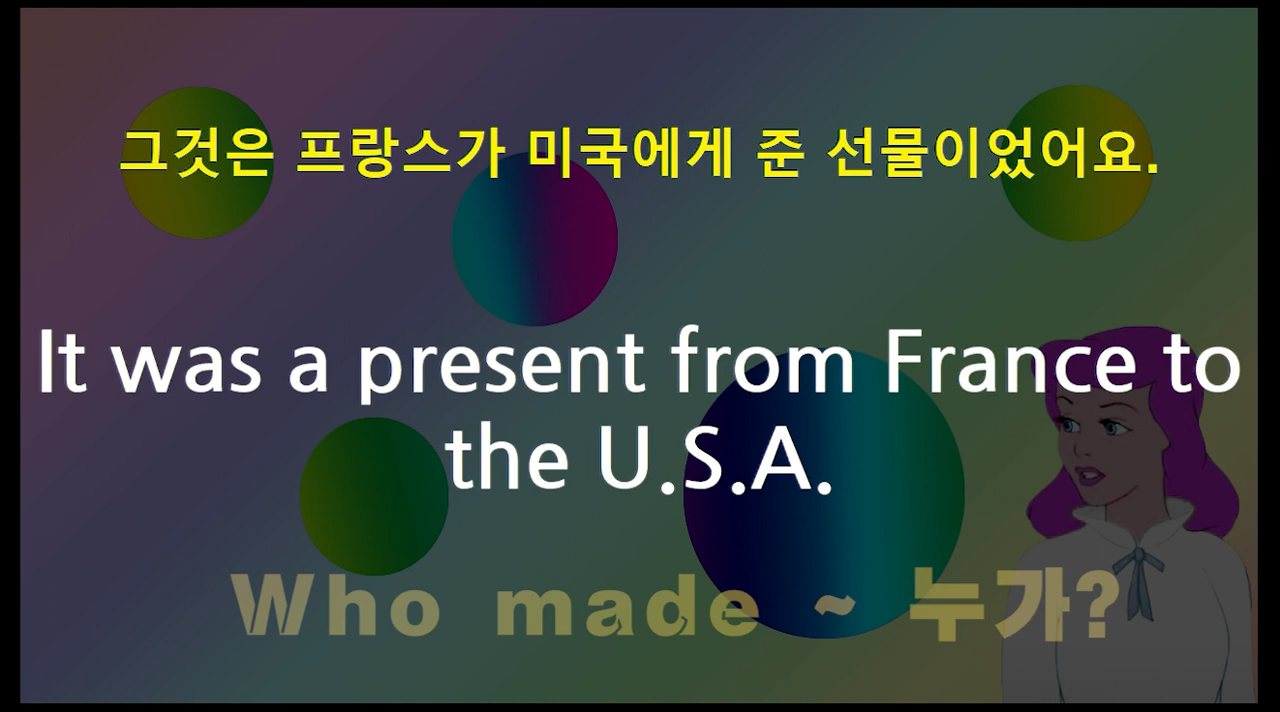 그것은 프랑스가 미국에게 준 선물이었어요.
It was a present from France to
the U.S.A.
Who made ~ 누가?